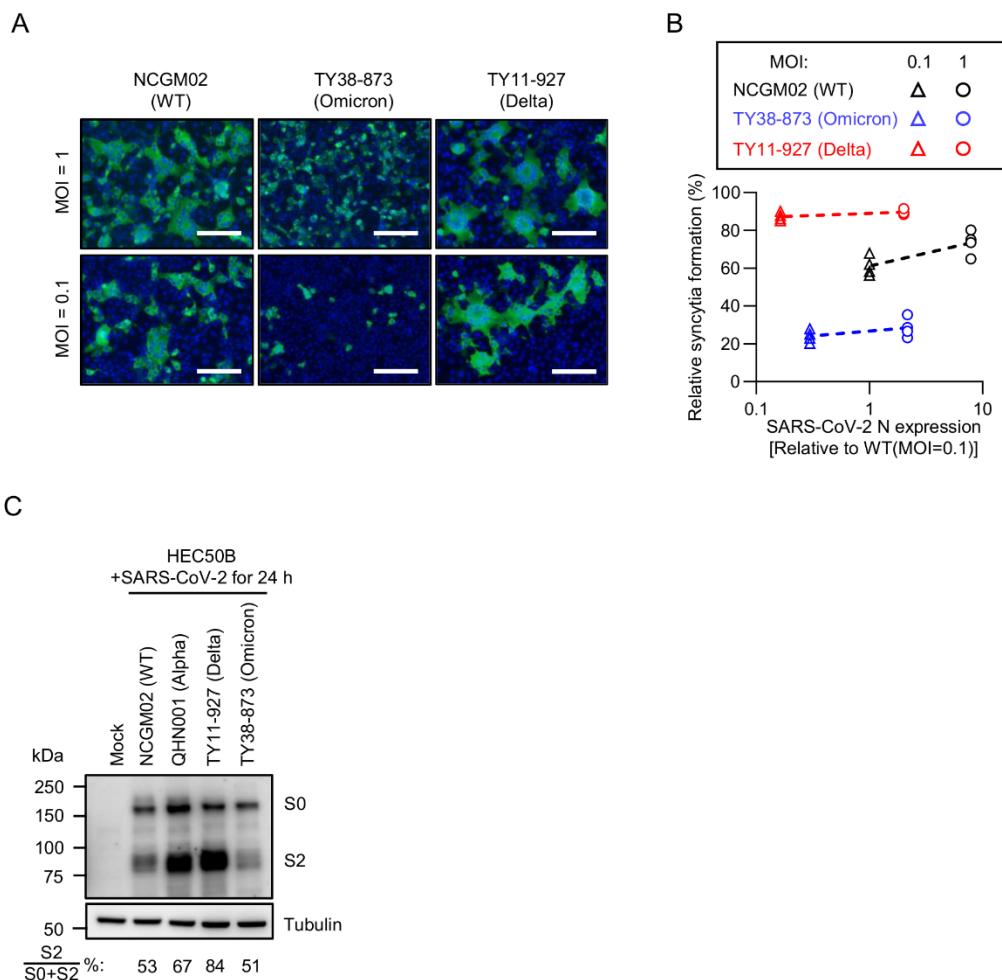 A
NCGM02
(WT)
TY38-873
(Omicron)
TY11-927
(Delta)
MOI = 1
MOI = 0.1
B
MOI: 0.1 1
NCGM02 (WT)
TY38-873 (Omicron)
TY11-927 (Delta)
Relative syncytia formation (%)
100
80
60
40
20
0
0.1 1 10
SARS-CoV-2 N expression
[Relative to WT(MOI=0.1)]
C
HEC50B
+SARS-CoV-2 for 24 h
Mock
NCGM02 (WT)
QHN001 (Alpha)
TY11-927 (Delta)
TY38-873 (Omicron)
kDa
250
150
100
75
50
S0
S2
Tubulin
S2
S0+S2
%: 53 67 84 51